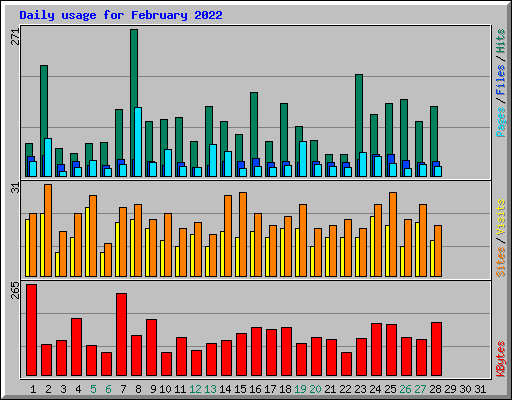 Daily usage for February 2022
271
Pages / Files / Hits
31
Sites / Visits
265
KBytes
1 2 3 4 5 6 7 8 9 10 11 12 13 14 15 16 17 18 19 20 21 22 23 24 25 26 27 28 29 30 31